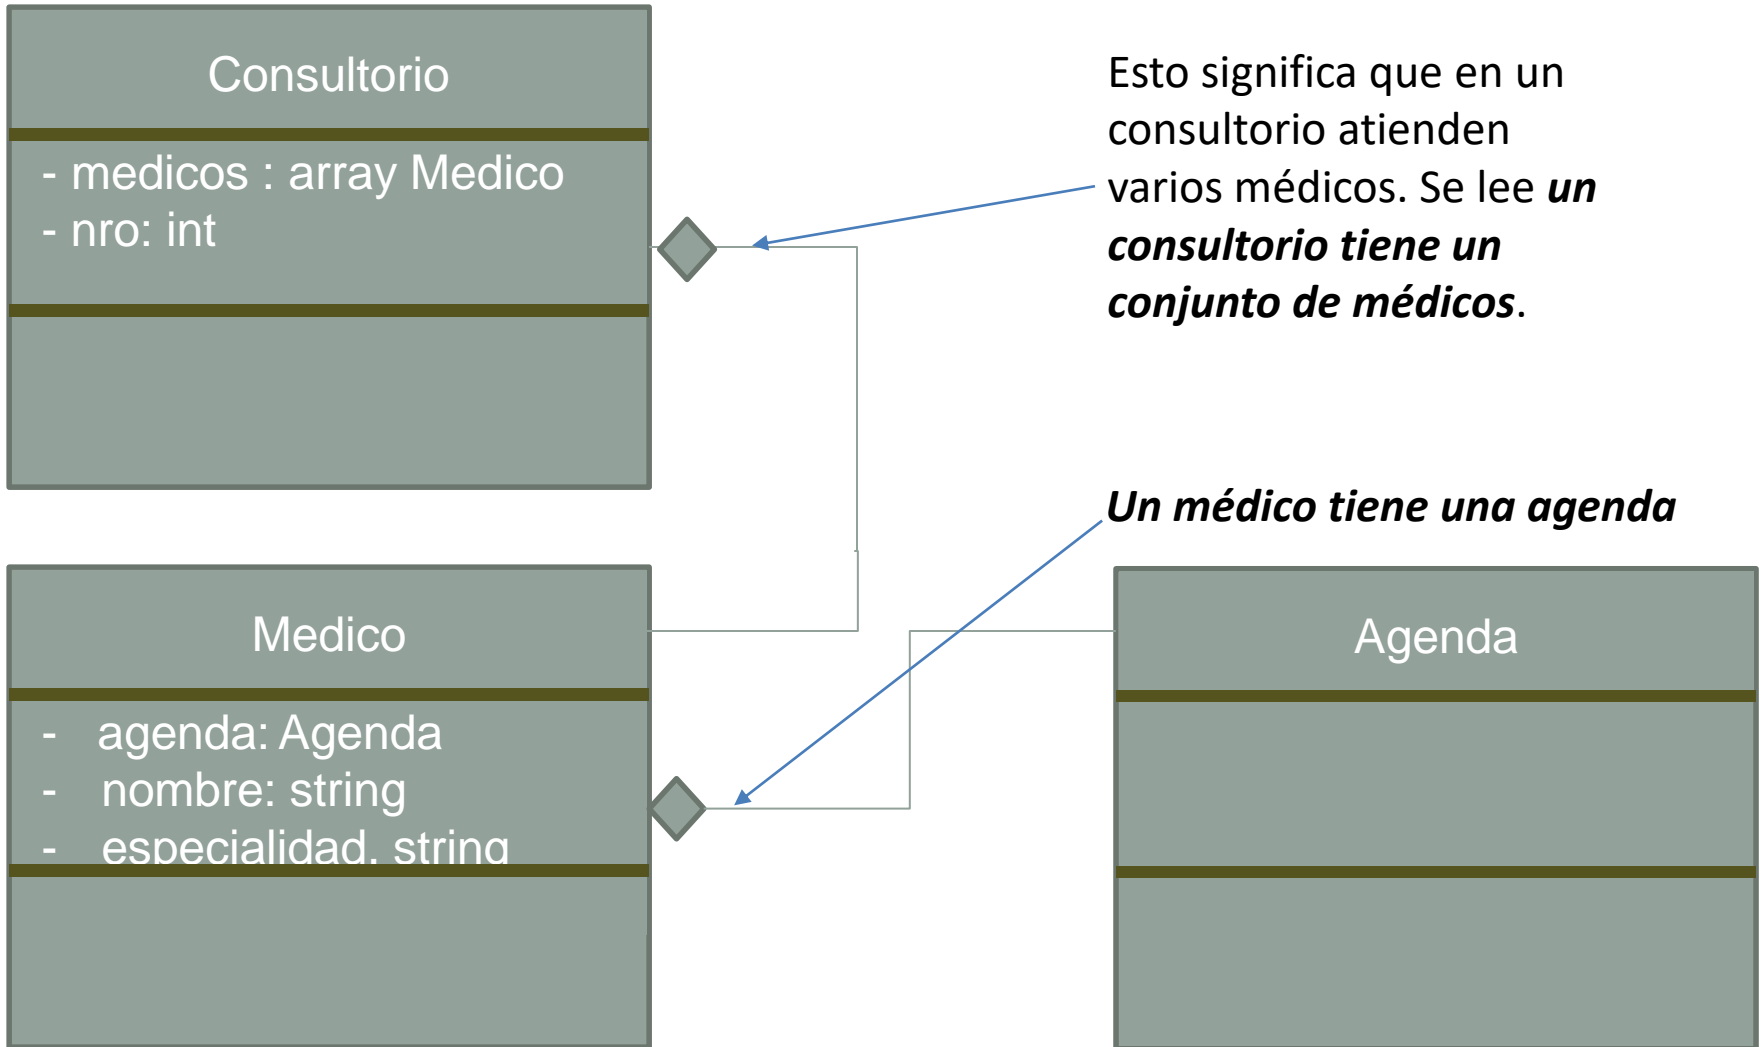 Consultorio
- medicos : array Medico
- nro: int
Esto significa que en un
consultorio atienden
varios médicos. Se lee un
consultorio tiene un
conjunto de médicos.
Un médico tiene una agenda
Medico
- agenda: Agenda
- nombre: string
- especialidad. string
Agenda